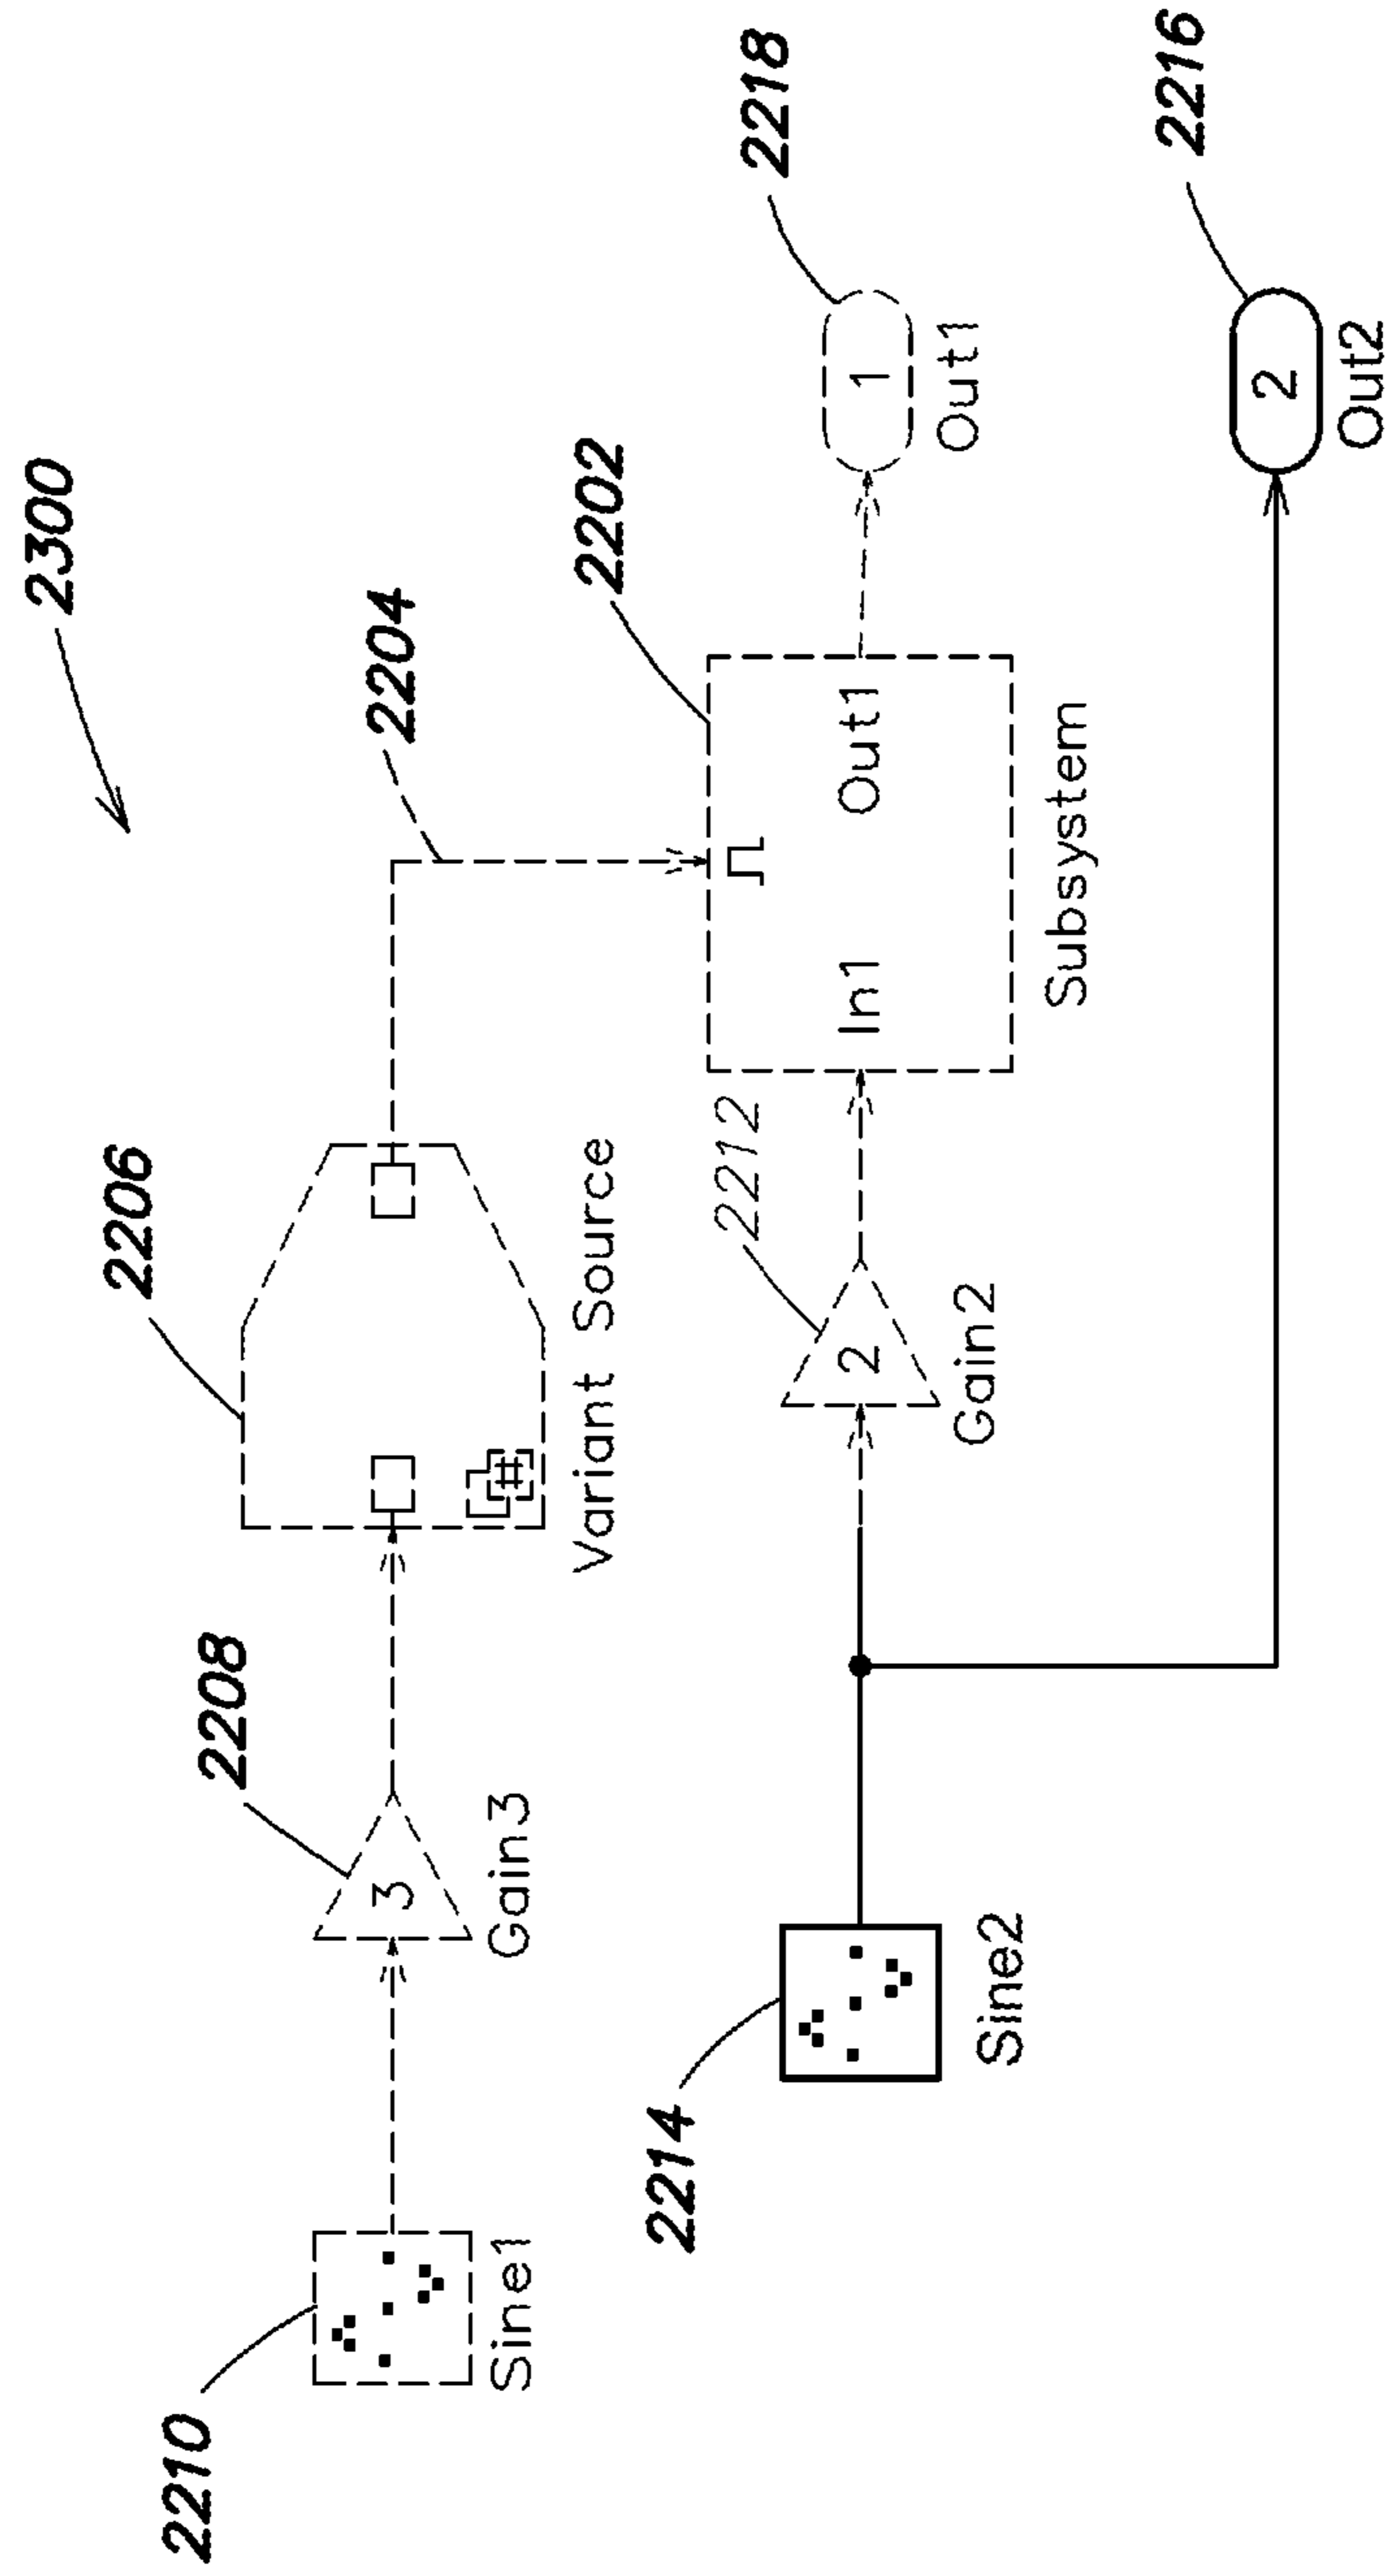 2300
2206
2204
2208
2210
3
Sine1
Gain3
Variant Source
2202
2218
2212
2214
2
In1
Out1
1
Sine2
Gain2
Subsystem
Out1
2216
2
Out2